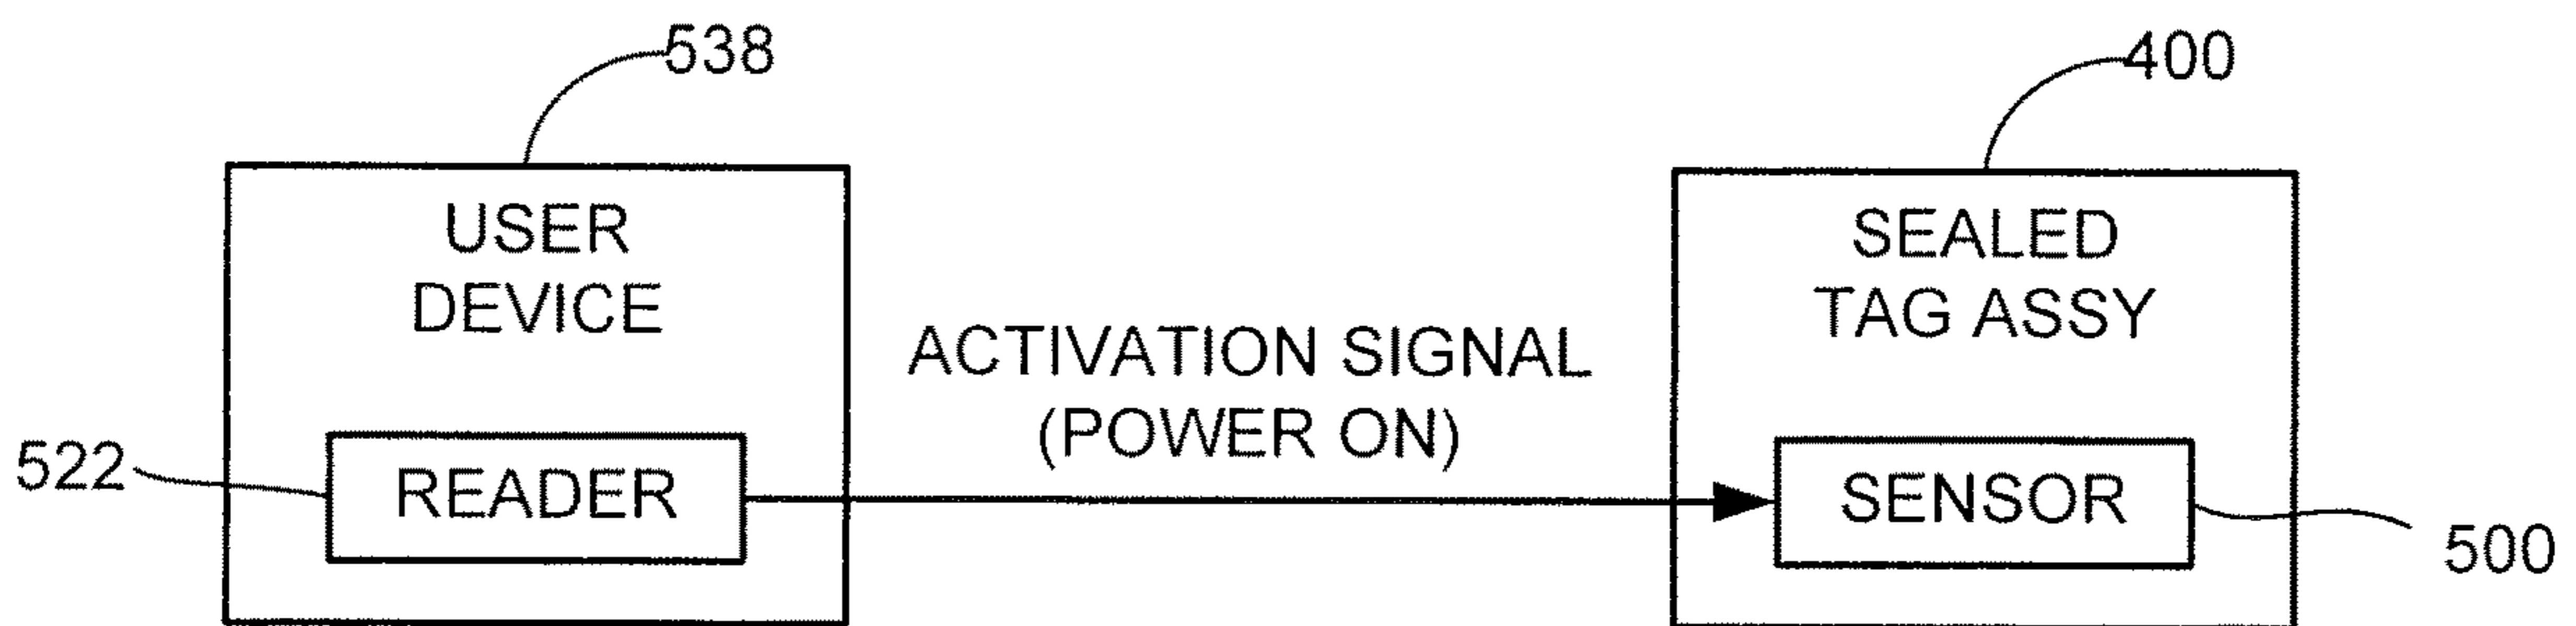 538
400
USER
DEVICE
SEALED
TAG ASSY
ACTIVATION SIGNAL
(POWER ON)
522
READER
SENSOR
500